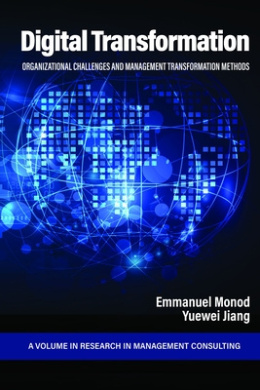 Digital Transformation
ORGANIZATIONAL CHALLENGES AND MANAGEMENT TRANSFORMATION METHODS
Emmanuel Monod
Yuewei Jiang
A VOLUME IN RESEARCH IN MANAGEMENT CONSULTING